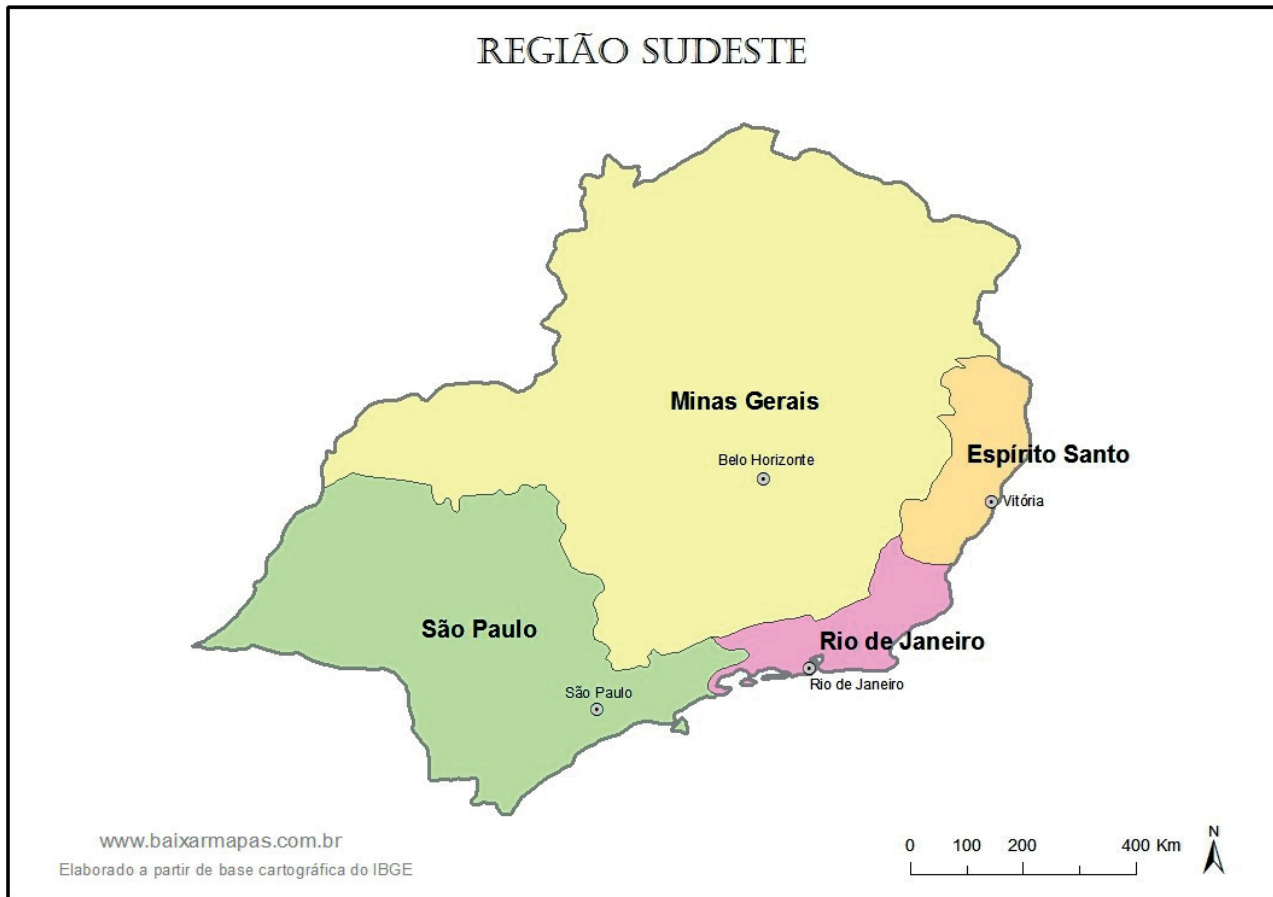 REGIÃO SUDESTE
Minas Gerais
Belo Horizonte
Espírito Santo
Vitória
São Paulo
Rio de Janeiro
São Paulo
Rio de Janeiro
www.baixarmapas.com.br
Elaborado a partir de base cartográfica do IBGE
0 100 200 400 Km
N